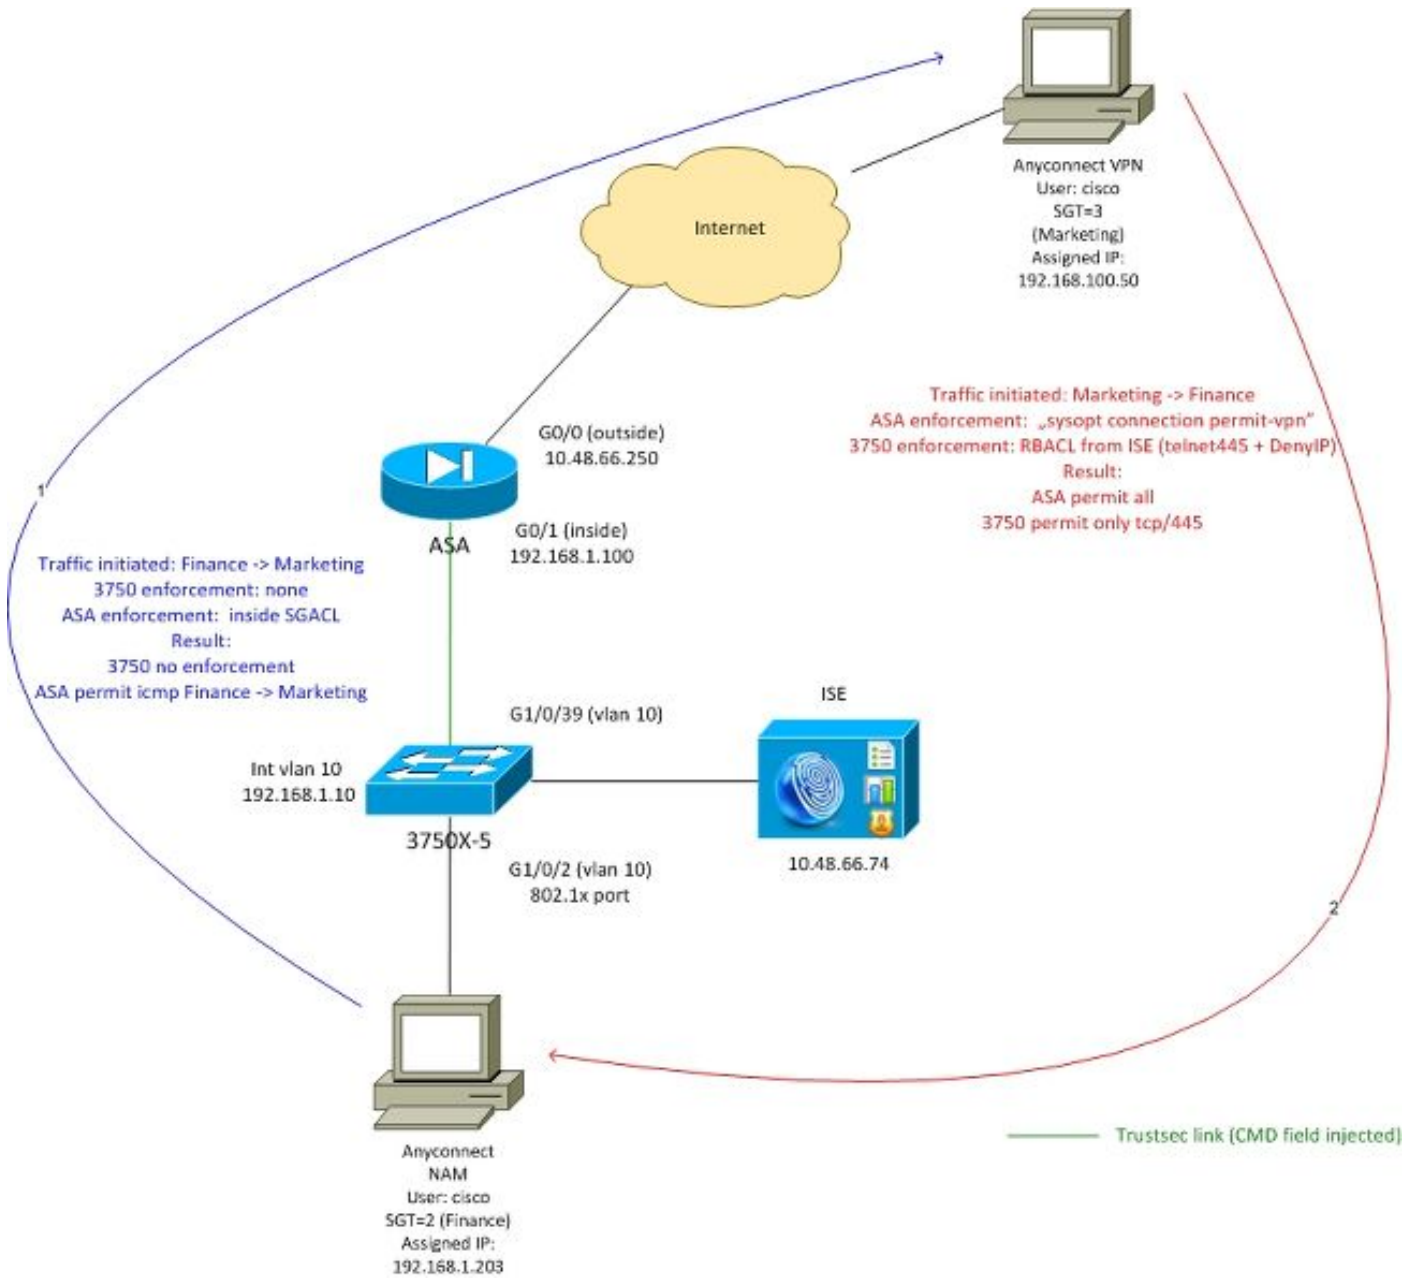 Anyconnect VPN
User: cisco
SGT=3
(Marketing)
Assigned IP:
192.168.100.50
Internet
Traffic initiated: Marketing -> Finance
ASA enforcement: „sysopt connection permit-vpn”
3750 enforcement: RBACL from ISE (telnet445 + DenyIP)
Result:
ASA permit all
3750 permit only tcp/445
G0/0 (outside)
10.48.66.250
ASA
G0/1 (inside)
192.168.1.100
1
Traffic initiated: Finance -> Marketing
3750 enforcement: none
ASA enforcement: inside SGACL
Result:
3750 no enforcement
ASA permit icmp Finance -> Marketing
G1/0/39 (vlan 10)
ISE
Int vlan 10
192.168.1.10
3750X-5
G1/0/2 (vlan 10)
802.1x port
10.48.66.74
2
Trustsec link (CMD field injected)
Anyconnect
NAM
User: cisco
SGT=2 (Finance)
Assigned IP:
192.168.1.203